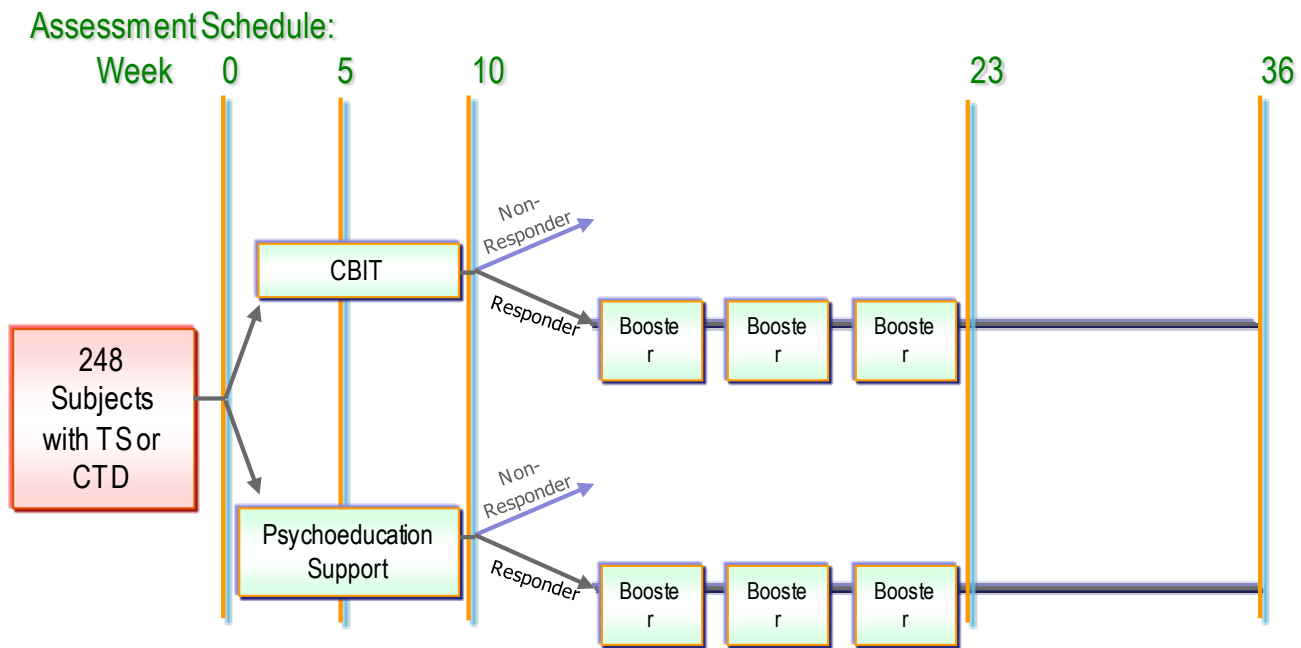 Assessment Schedule:
Week 0 5 10 23 36
Non-
Responder
CBIT
Responder
Booste
r
Booste
r
Booste
r
248
Subjects
with TS or
CTD
Non-
Responder
Psychoeducation
Support
Responder
Booste
r
Booste
r
Booste
r